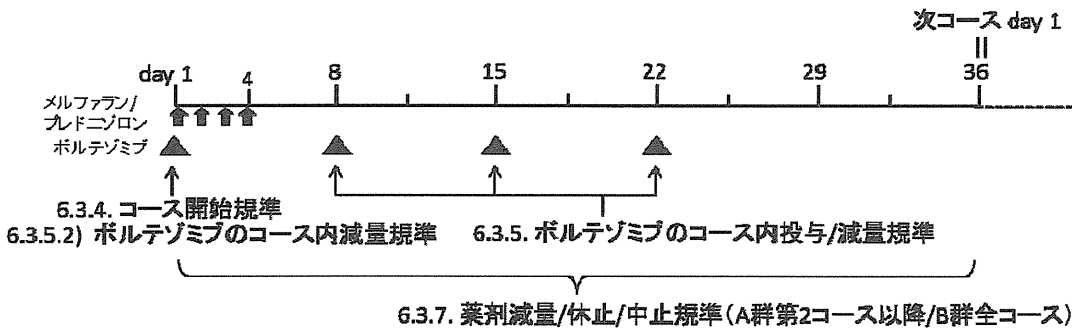 次コース day 1
day 1 4 8 15 22 29 36
メルファラン/
プレドニゾロン
ボルテゾミブ
6.3.4. コース開始規準
6.3.5.2) ボルテゾミブのコース内減量規準 6.3.5. ボルテゾミブのコース内投与/減量規準
6.3.7. 薬剤減量/休止/中止規準(A群第2コース以降/B群全コース)